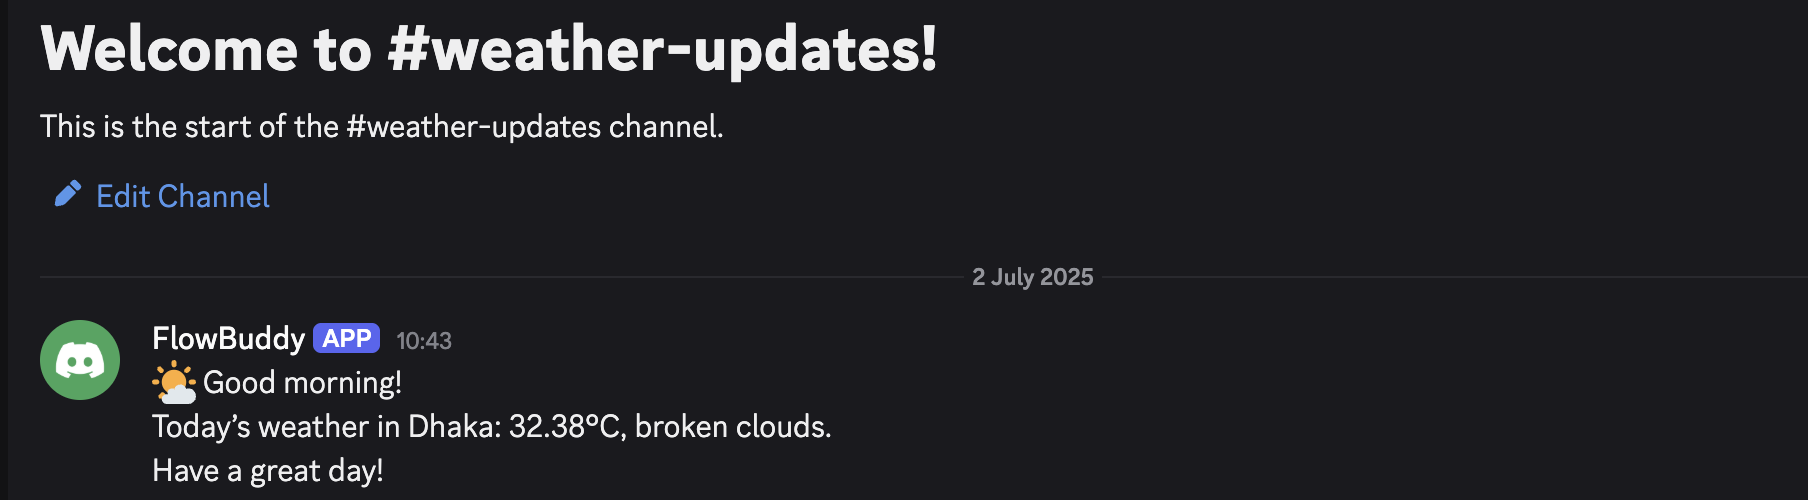 Welcome to #weather-updates!
This is the start of the #weather-updates channel.
Edit Channel
2 July 2025
FlowBuddy APP 10:43
🌤️ Good morning!
Today’s weather in Dhaka: 32.38°C, broken clouds.
Have a great day!